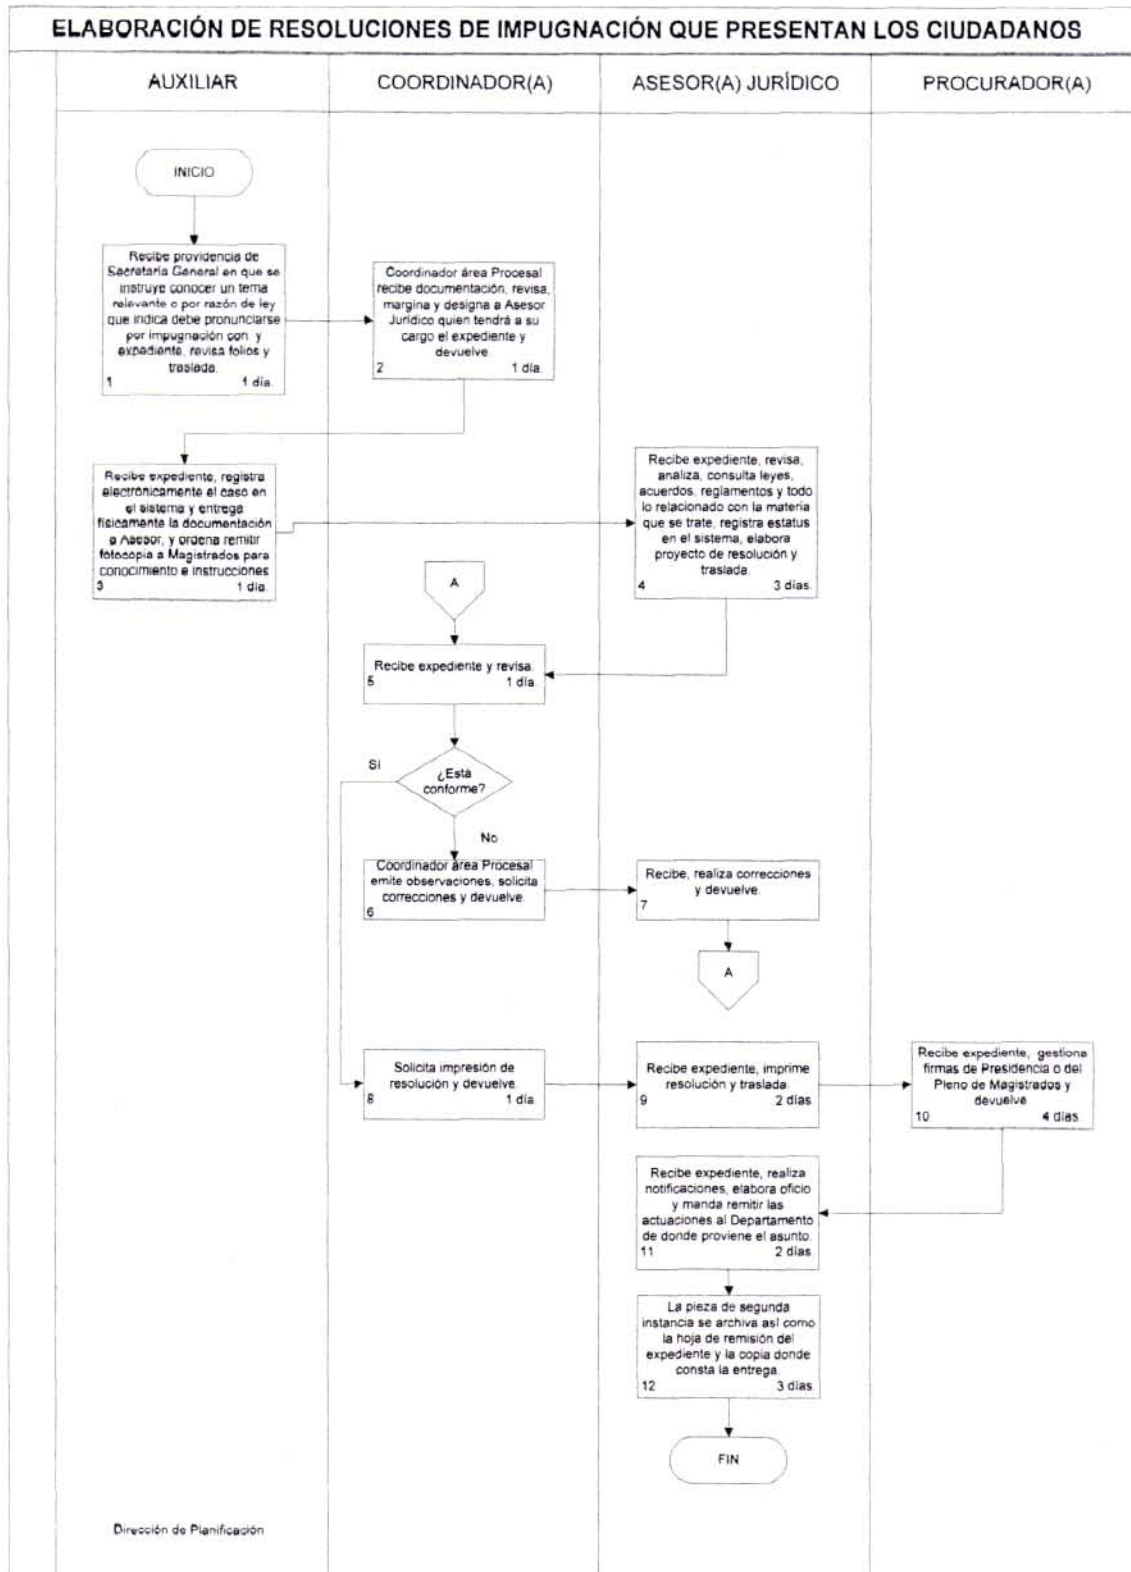 ELABORACIÓN DE RESOLUCIONES DE IMPUGNACIÓN QUE PRESENTAN LOS CIUDADANOS
AUXILIAR
COORDINADOR(A)
ASESOR(A) JURÍDICO
PROCURADOR(A)
INICIO
Recibe providencia de
Secretaría General en que se
instruye conocer un tema
relevante o por razón de ley
que indica debe pronunciarse
por impugnación con y
expediente, revisa folios y
traslada.
1 1 día.
Coordinador área Procesal
recibe documentación, revisa,
margina y designa a Asesor
Jurídico quien tendrá a su
cargo el expediente y
devuelve.
2 1 día.
Recibe expediente, registra
electrónicamente el caso en
el sistema y entrega
físicamente la documentación
a Asesor, y ordena remitir
fotocopia a Magistrados para
conocimiento e instrucciones
3 1 día.
Recibe expediente, revisa,
analiza, consulta leyes,
acuerdos, reglamentos y todo
lo relacionado con la materia
que se trate, registra estatus
en el sistema, elabora
proyecto de resolución y
traslada.
4 3 días.
A
Recibe expediente y revisa.
5 1 día.
¿Está
conforme?
Sí
No
Coordinador área Procesal
emite observaciones, solicita
correcciones y devuelve.
6
Recibe, realiza correcciones
y devuelve.
7
A
Solicita impresión de
resolución y devuelve.
8 1 día
Recibe expediente, imprime
resolución y traslada.
9 2 días
Recibe expediente, gestiona
firmas de Presidencia o del
Pleno de Magistrados y
devuelve
10 4 días
Recibe expediente, realiza
notificaciones, elabora oficio
y manda remitir las
actuaciones al Departamento
de donde proviene el asunto.
11 2 días
La pieza de segunda
instancia se archiva así como
la hoja de remisión del
expediente y la copia donde
consta la entrega.
12 3 días
FIN
Dirección de Planificación